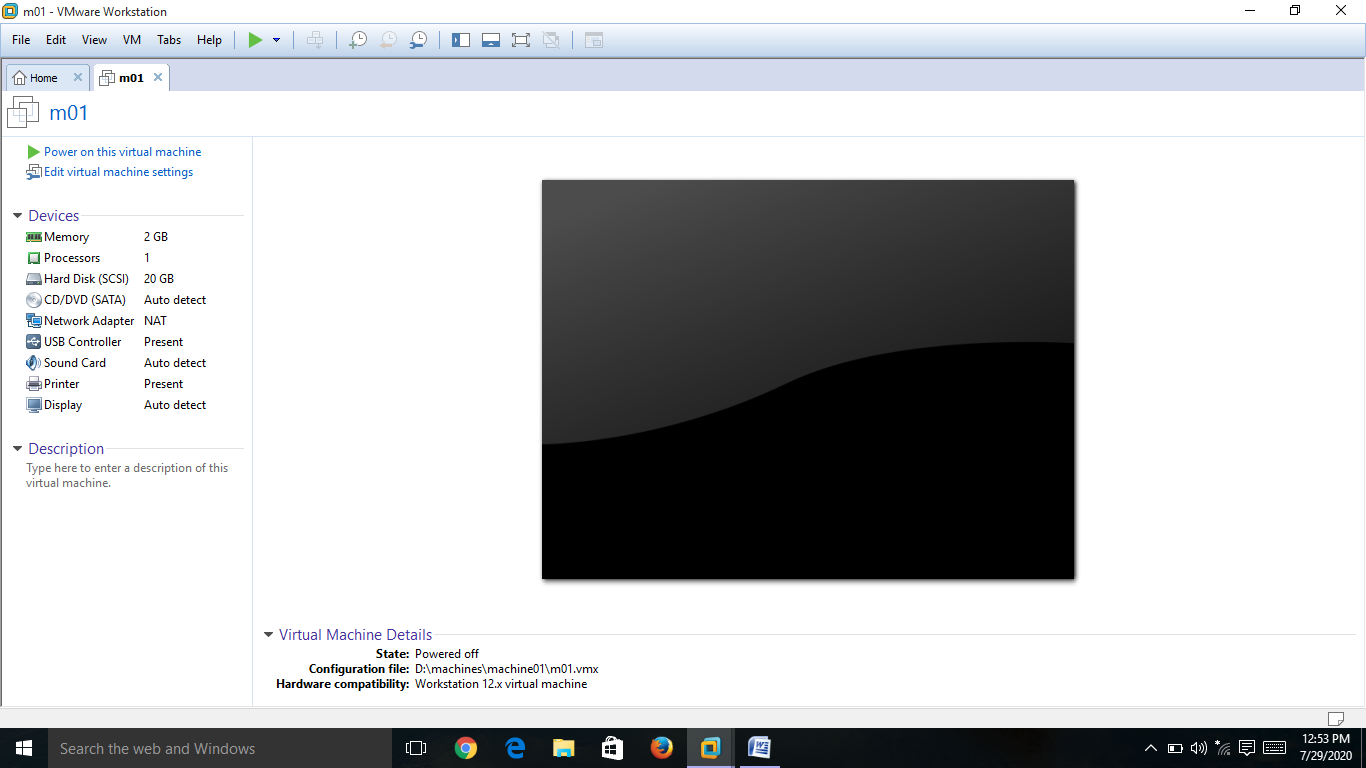 m01 - VMware Workstation
File Edit View VM Tabs Help
Home m01
m01
Power on this virtual machine
Edit virtual machine settings
Devices
Memory 2 GB
Processors 1
Hard Disk (SCSI) 20 GB
CD/DVD (SATA) Auto detect
Network Adapter NAT
USB Controller Present
Sound Card Auto detect
Printer Present
Display Auto detect
Description
Type here to enter a description of this
virtual machine.
Virtual Machine Details
State: Powered off
Configuration file: D:\machines\machine01\m01.vmx
Hardware compatibility: Workstation 12.x virtual machine
Search the web and Windows
12:53 PM
7/29/2020